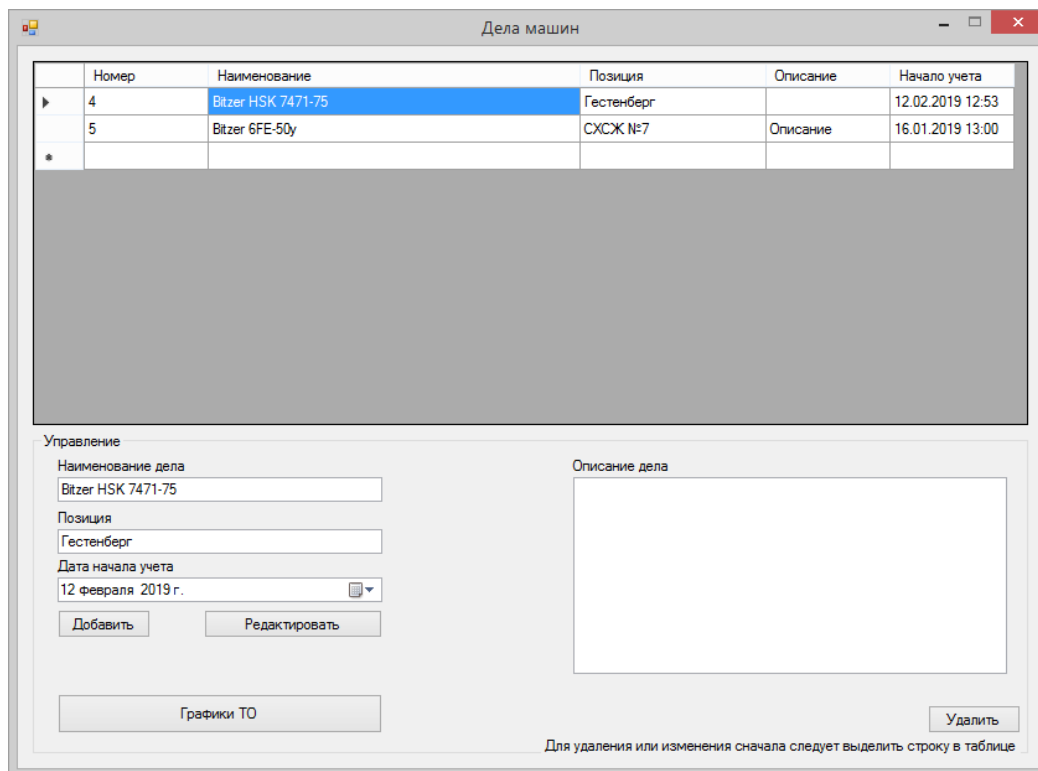 Дела машин
Номер Наименование Позиция Описание Начало учета
4 Bitzer HSK 7471-75 Гестенберг 12.02.2019 12:53
5 Bitzer 6FE-50y СХСЖ №7 Описание 16.01.2019 13:00
Управление
Наименование дела Описание дела
Bitzer HSK 7471-75
Позиция
Гестенберг
Дата начала учета
12 февраля 2019 г.
Добавить Редактировать
Графики ТО
Удалить
Для удаления или изменения сначала следует выделить строку в таблице